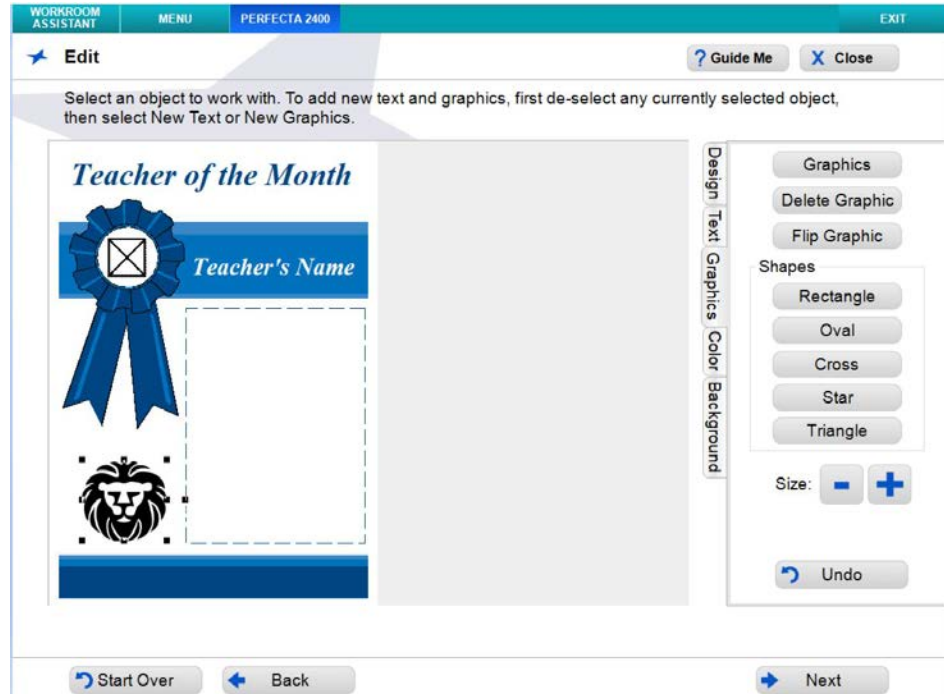 WORKROOM
ASSISTANT
MENU
PERFECTA 2400
EXIT
Edit
? Guide Me
X Close
Select an object to work with. To add new text and graphics, first de-select any currently selected object,
then select New Text or New Graphics.
Teacher of the Month
Teacher's Name
Design
Text
Graphics
Color
Background
Graphics
Delete Graphic
Flip Graphic
Shapes
Rectangle
Oval
Cross
Star
Triangle
Size: - +
Undo
Start Over
Back
Next